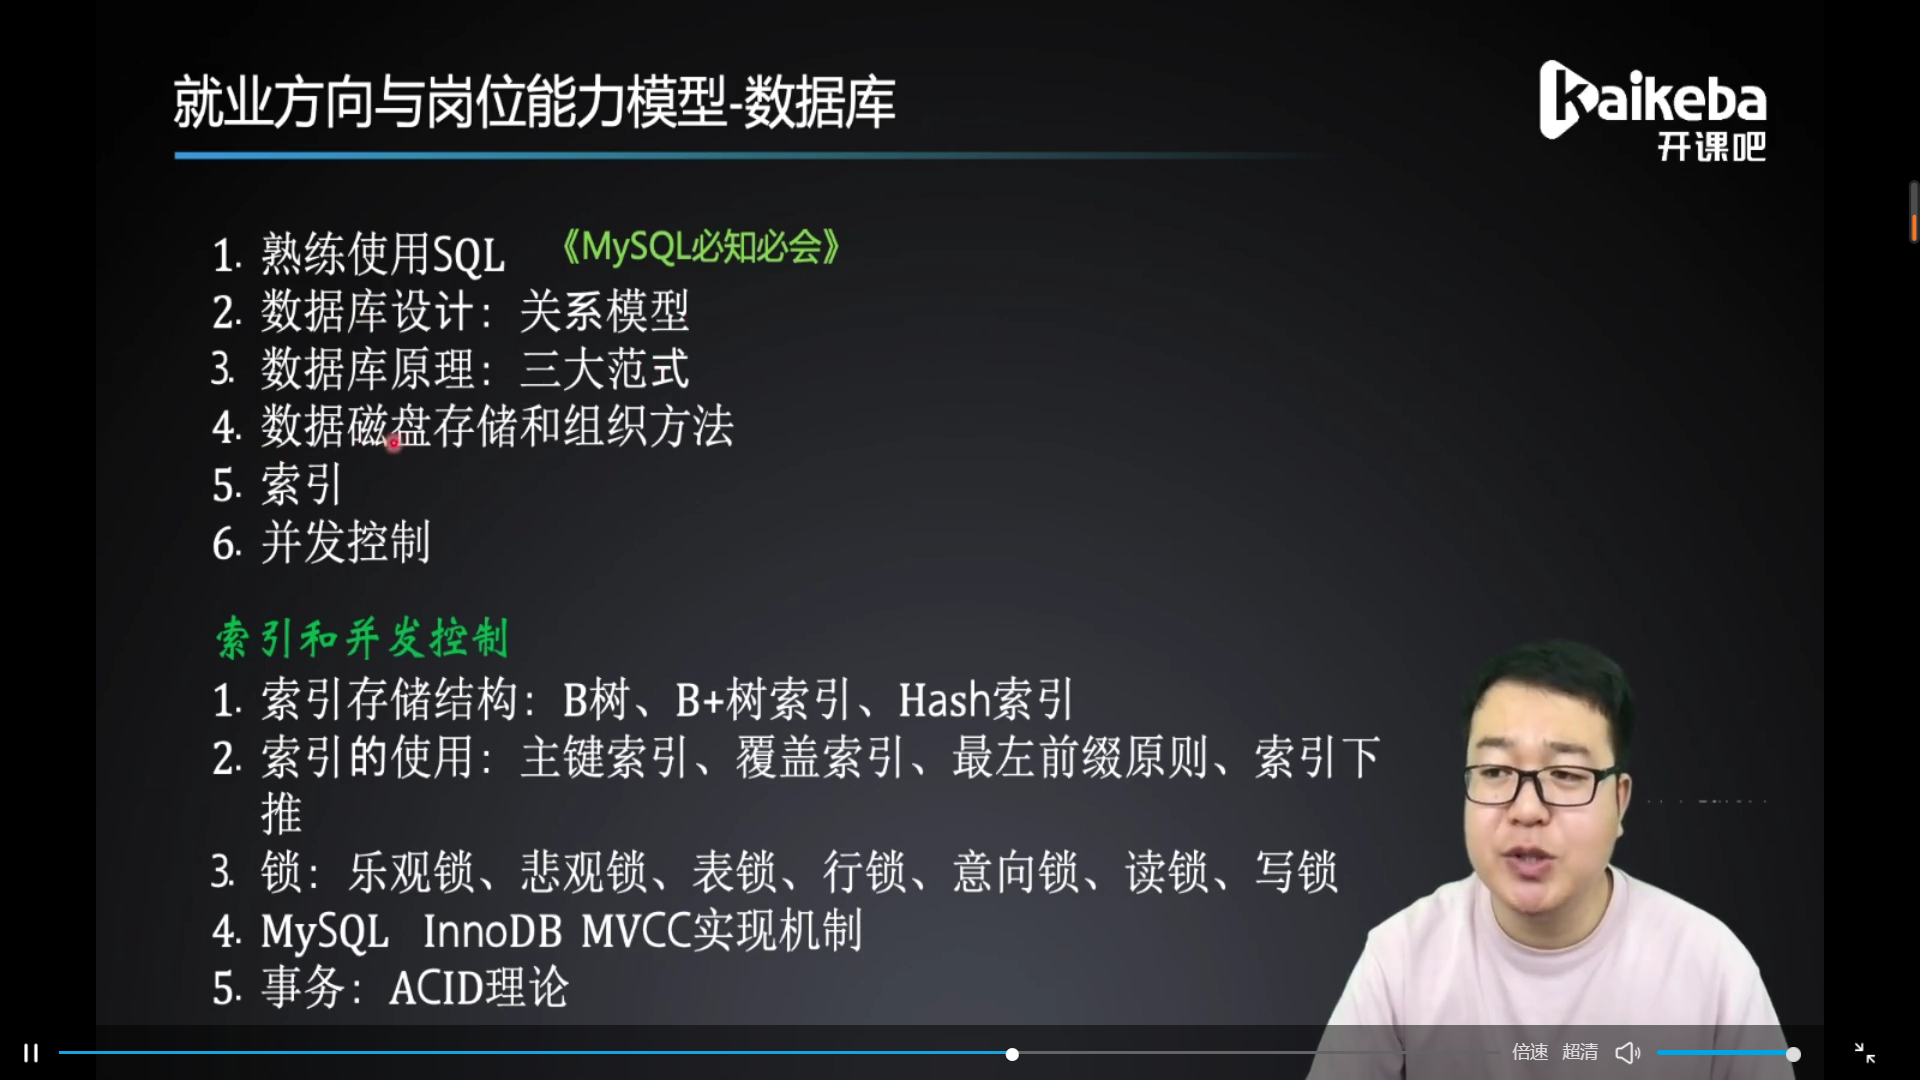 就业方向与岗位能力模型-数据库
kaikeba
开课吧
1. 熟练使用SQL 《MySQL必知必会》
2. 数据库设计：关系模型
3. 数据库原理：三大范式
4. 数据磁盘存储和组织方法
5. 索引
6. 并发控制
索引和并发控制
1. 索引存储结构：B树、B+树索引、Hash索引
2. 索引的使用：主键索引、覆盖索引、最左前缀原则、索引下
推
3. 锁：乐观锁、悲观锁、表锁、行锁、意向锁、读锁、写锁
4. MySQL InnoDB MVCC实现机制
5. 事务：ACID理论
倍速 超清